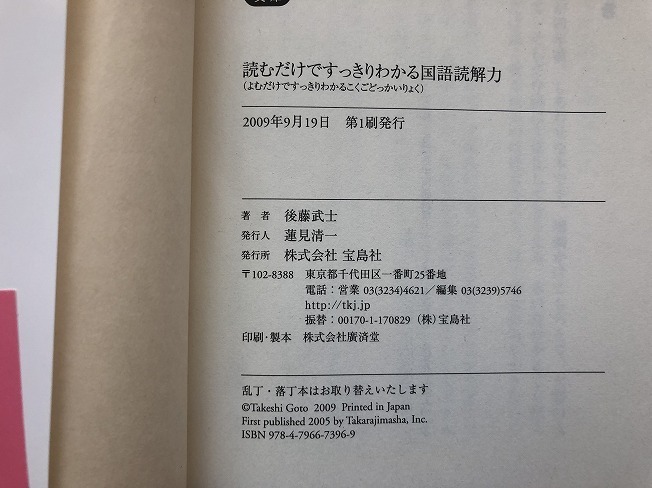 読むだけですっきりわかる国語読解力
(よむだけですっきりわかるこくごどっかいりょく)
2009年9月19日　第1刷発行
著　者　後藤武士
発行人　蓮見清一
発行所　株式会社 宝島社
〒102-8388　東京都千代田区一番町25番地
電話：営業 03(3234)4621／編集 03(3239)5746
http://tkj.jp
振替：00170-1-170829 (株)宝島社
印刷・製本　株式会社廣済堂
乱丁・落丁本はお取り替えいたします
©Takeshi Goto 2009 Printed in Japan
First published 2005 by Takarajimasha, Inc.
ISBN 978-4-7966-7396-9